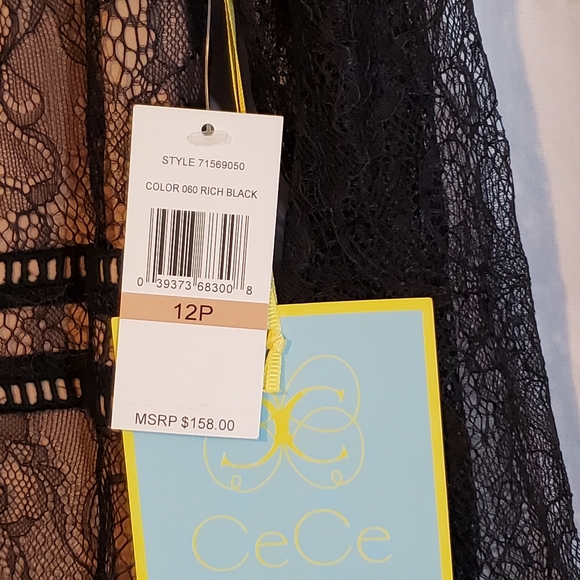 STYLE 71569050
COLOR 060 RICH BLACK
0 39373 68300 8
12P
MSRP $158.00
CeCe